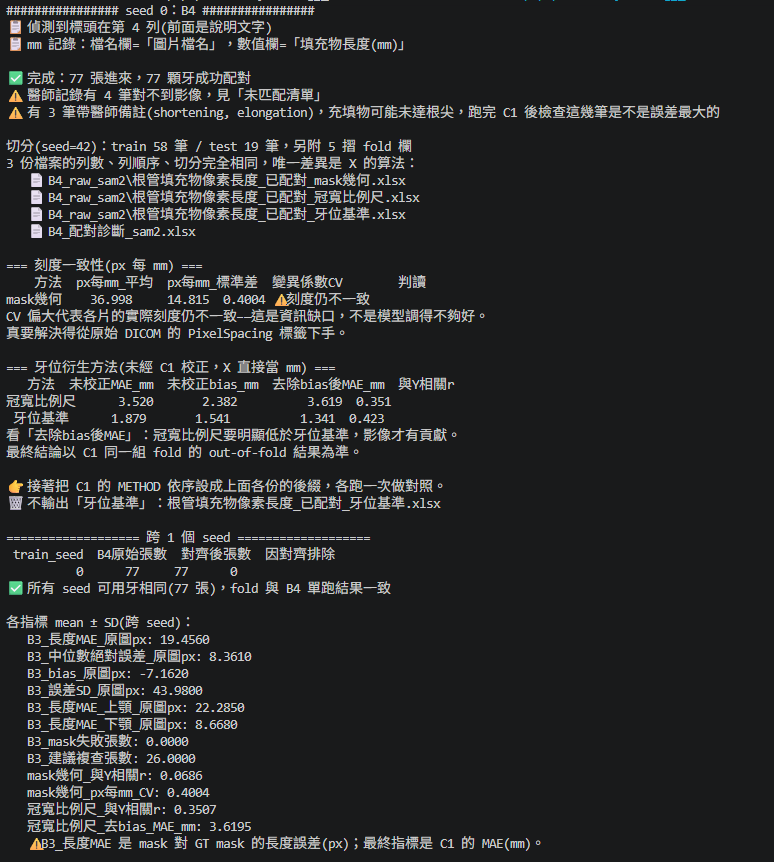 ################ seed 0：B4 ################
📋 偵測到標頭在第 4 列(前面是說明文字)
📋 mm 記錄：檔名欄=「圖片檔名」，數值欄=「填充物長度(mm)」
✅ 完成：77 張進來，77 顆牙成功配對
⚠️ 醫師記錄有 4 筆對不到影像，見「未匹配清單」
⚠️ 有 3 筆帶醫師備註(shortening, elongation)，充填物可能未達根尖，跑完 C1 後檢查這幾筆是不是誤差最大的
切分(seed=42)：train 58 筆 / test 19 筆，另附 5 摺 fold 欄
3 份檔案的列數、列順序、切分完全相同，唯一差異是 X 的算法：
📄 B4_raw_sam2\根管填充物像素長度_已配對_mask幾何.xlsx
📄 B4_raw_sam2\根管填充物像素長度_已配對_冠寬比例尺.xlsx
📄 B4_raw_sam2\根管填充物像素長度_已配對_牙位基準.xlsx
📄 B4_配對診斷_sam2.xlsx
=== 刻度一致性(px 每 mm) ===
方法 px每mm_平均 px每mm_標準差 變異係數CV 判讀
mask幾何 36.998 14.815 0.4004 ⚠️刻度仍不一致
CV 偏大代表各片的實際刻度仍不一致——這是資訊缺口，不是模型調得不夠好。
真要解決得從原始 DICOM 的 PixelSpacing 標籤下手。
=== 牙位衍生方法(未經 C1 校正，X 直接當 mm) ===
方法 未校正MAE_mm 未校正bias_mm 去除bias後MAE_mm 與Y相關r
冠寬比例尺 3.520 2.382 3.619 0.351
牙位基準 1.879 1.541 1.341 0.423
看「去除bias後MAE」：冠寬比例尺要明顯低於牙位基準，影像才有貢獻。
最終結論以 C1 同一組 fold 的 out-of-fold 結果為準。
👉 接著把 C1 的 METHOD 依序設成上面各份的後綴，各跑一次做對照。
🗑️ 不輸出「牙位基準」：根管填充物像素長度_已配對_牙位基準.xlsx
=================== 跨 1 個 seed ===================
train_seed B4原始張數 對齊後張數 因對齊排除
0 77 77 0
✅ 所有 seed 可用牙相同(77 張)，fold 與 B4 單跑結果一致
各指標 mean ± SD(跨 seed)：
B3_長度MAE_原圖px: 19.4560
B3_中位數絕對誤差_原圖px: 8.3610
B3_bias_原圖px: -7.1620
B3_誤差SD_原圖px: 43.9800
B3_長度MAE_上顎_原圖px: 22.2850
B3_長度MAE_下顎_原圖px: 8.6680
B3_mask失敗張數: 0.0000
B3_建議複查張數: 26.0000
mask幾何_與Y相關r: 0.0686
mask幾何_px每mm_CV: 0.4004
冠寬比例尺_與Y相關r: 0.3507
冠寬比例尺_去bias_MAE_mm: 3.6195
⚠️B3_長度MAE 是 mask 對 GT mask 的長度誤差(px)；最終指標是 C1 的 MAE(mm)。